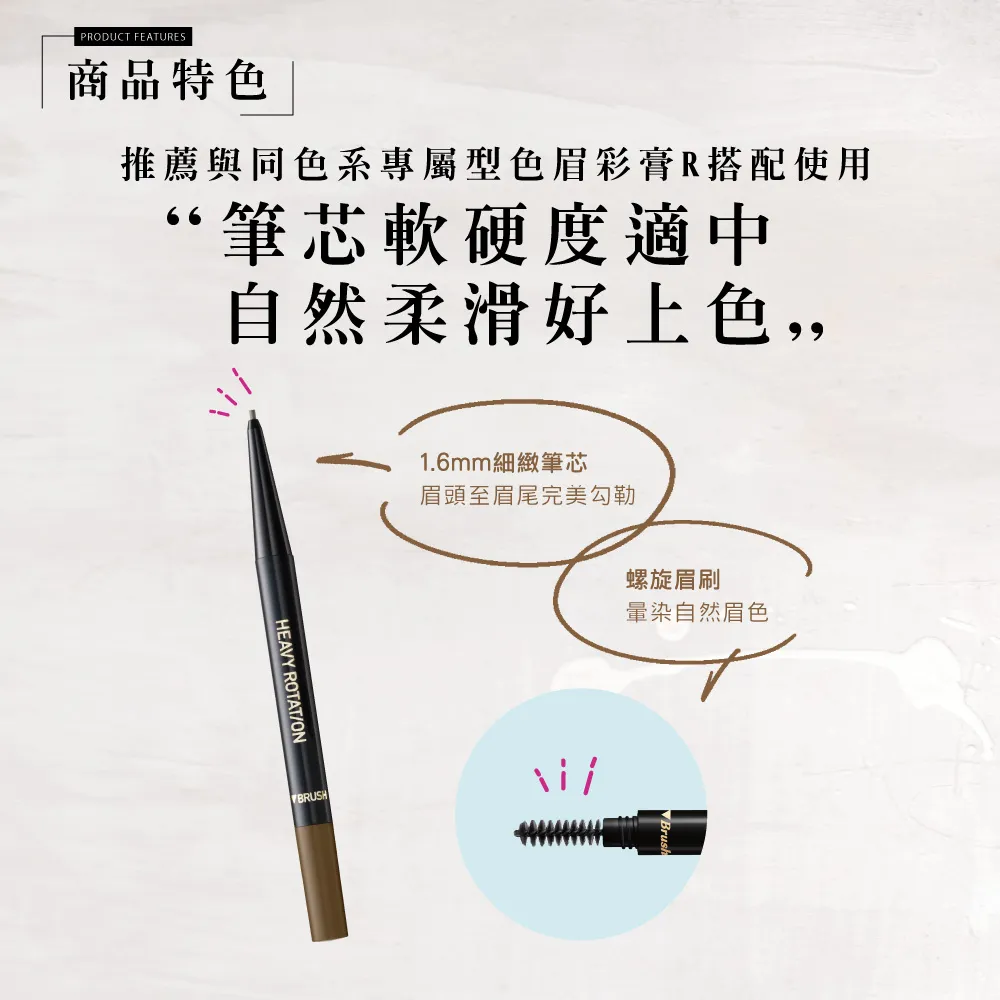 PRODUCT FEATURES
商品特色
推薦與同色系專屬型色眉彩膏R搭配使用
“筆芯軟硬度適中
自然柔滑好上色„
1.6mm細緻筆芯
眉頭至眉尾完美勾勒
螺旋眉刷
暈染自然眉色
HEAVY ROTATION
▼BRUSH
▼Brush